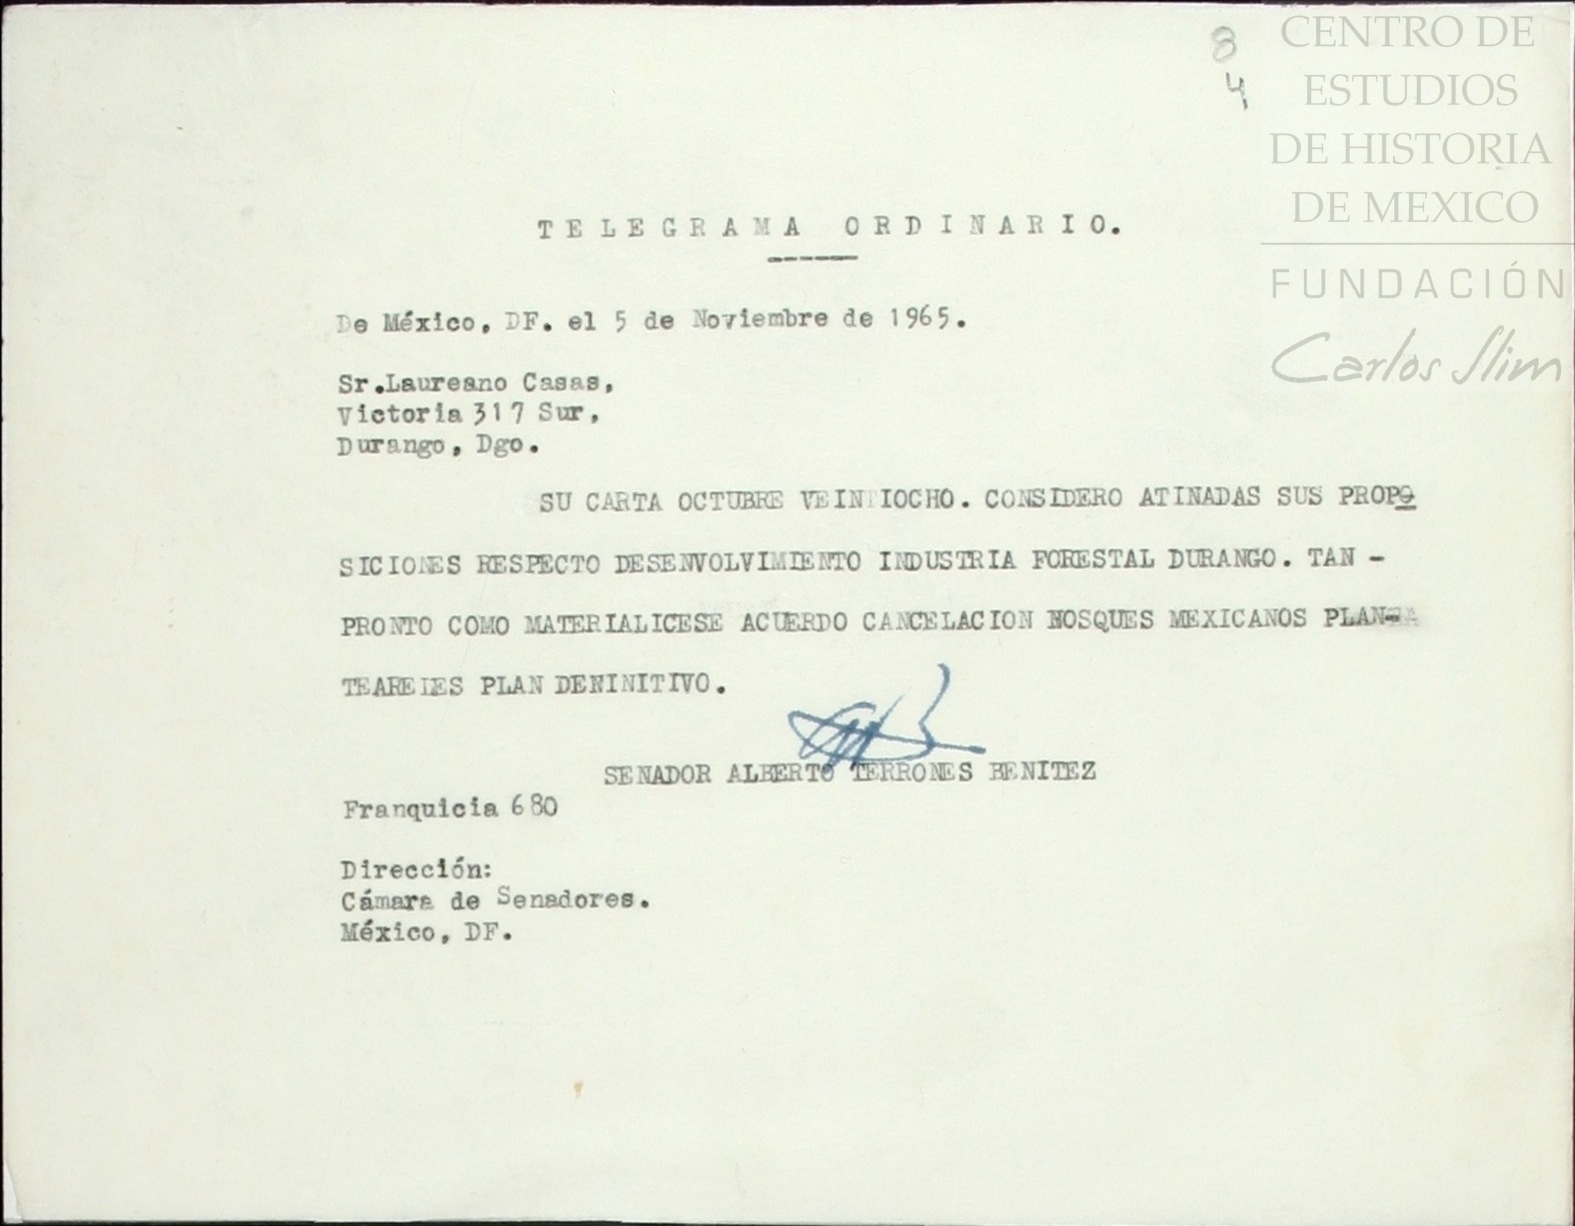 8
4
CENTRO DE
ESTUDIOS
DE HISTORIA
DE MEXICO
FUNDACIÓN
Carlos Slim
TELEGRAMA ORDINARIO.
De México, DF. el 5 de Noviembre de 1965.
Sr.Laureano Casas,
Victoria 317 Sur,
Durango, Dgo.
SU CARTA OCTUBRE VEINTIOCHO. CONSIDERO ATINADAS SUS PROPO
SICIONES RESPECTO DESENVOLVIMIENTO INDUSTRIA FORESTAL DURANGO. TAN -
PRONTO COMO MATERIALICESE ACUERDO CANCELACION BOSQUES MEXICANOS PLAN-
TEARELES PLAN DEFINITIVO.
SENADOR ALBERTO TERRONES BENITEZ
Franquicia 680
Dirección:
Cámara de Senadores.
México, DF.